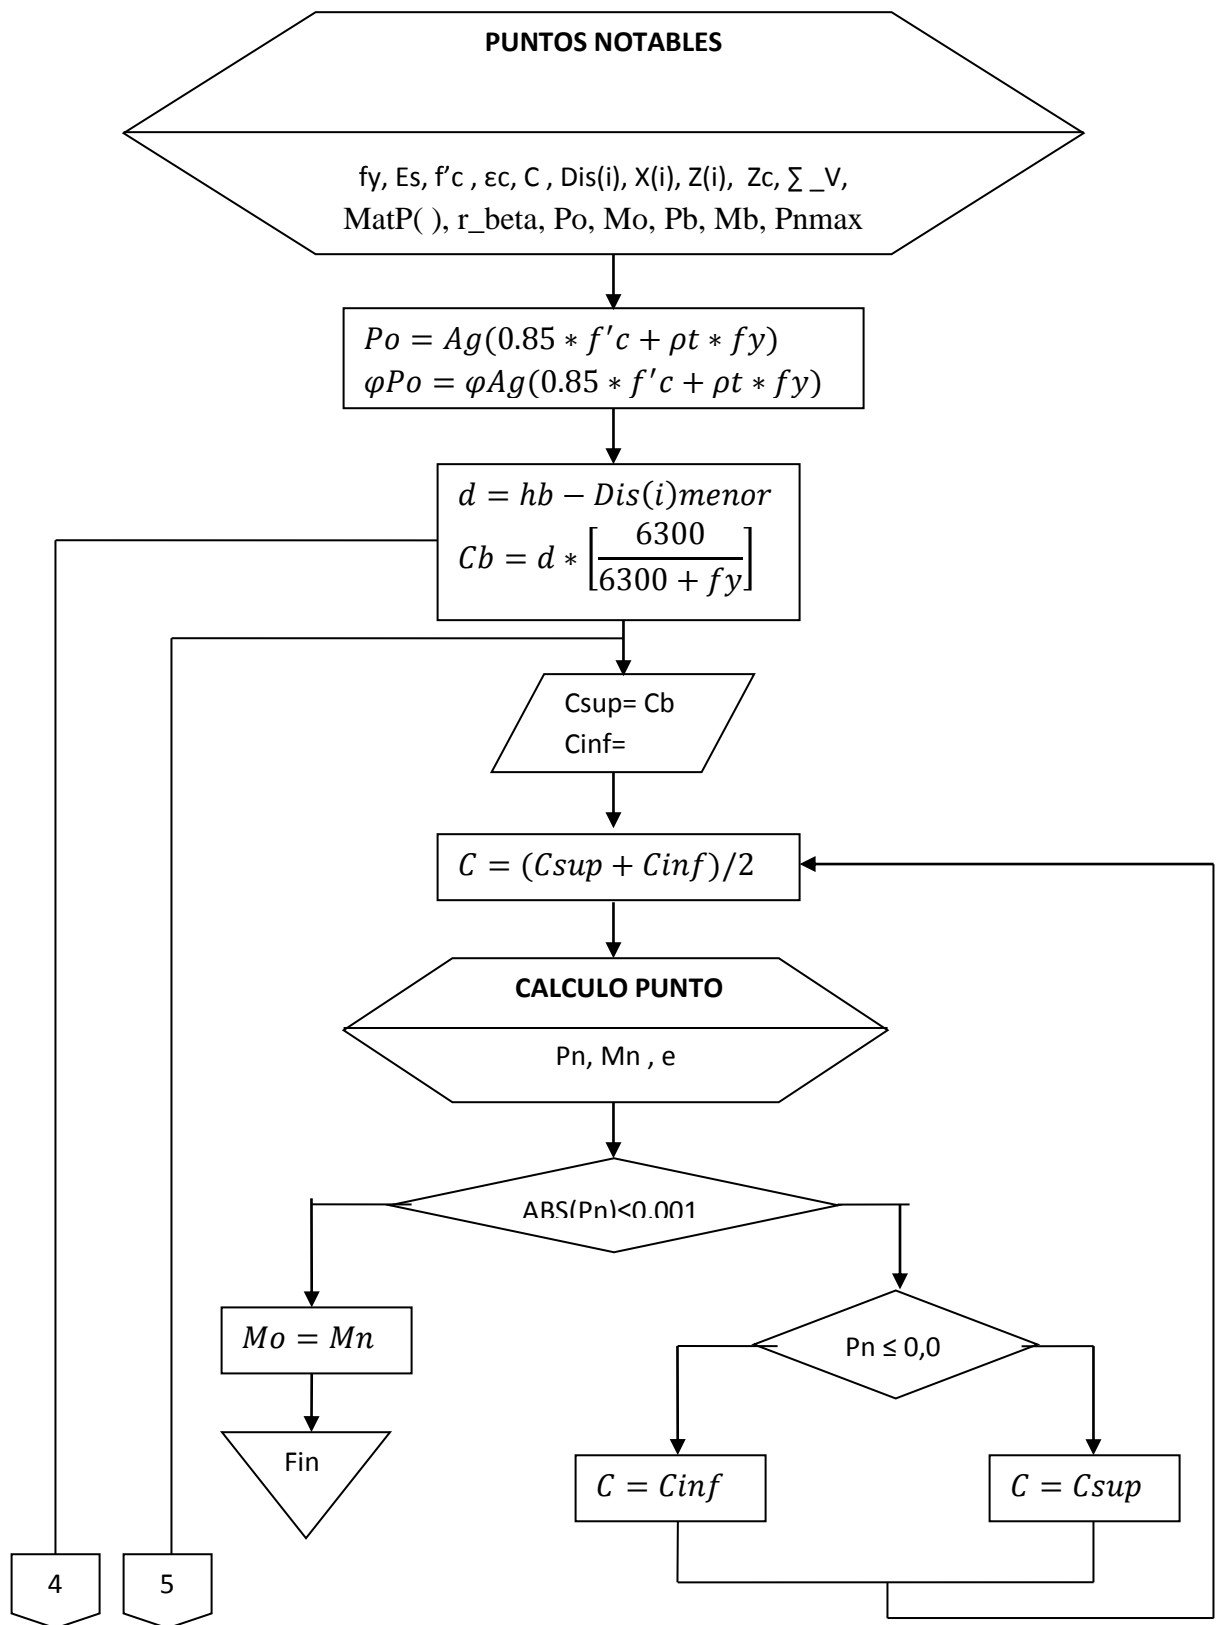 PUNTOS NOTABLES
fy, Es, f'c , εc, C , Dis(i), X(i), Z(i), Zc, ∑ _V,
MatP( ), r_beta, Po, Mo, Pb, Mb, Pnmax
Po = Ag(0.85 * f'c + ρt * fy)
φPo = φAg(0.85 * f'c + ρt * fy)
d = hb − Dis(i)menor
Cb = d * [6300 / 6300 + fy]
Csup= Cb
Cinf=
C = (Csup + Cinf)/2
CALCULO PUNTO
Pn, Mn , e
ABS(Pn)<0.001
Mo = Mn
Pn ≤ 0,0
Fin
C = Cinf
C = Csup
4
5